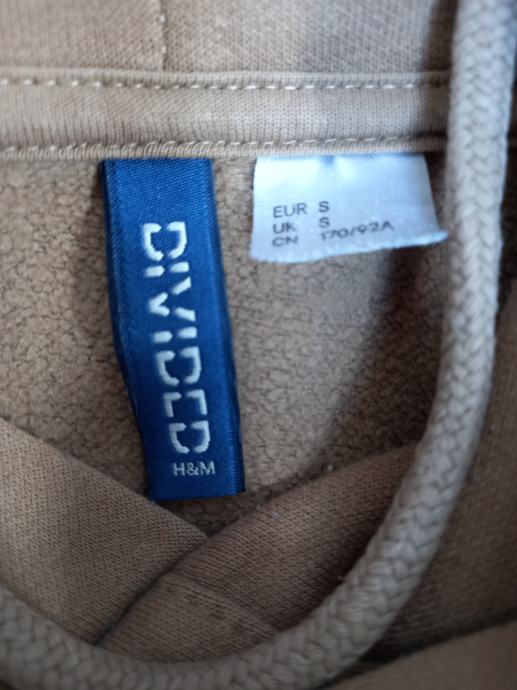 DIVIDED
H&M
EUR S
UK S
CN 170/92A